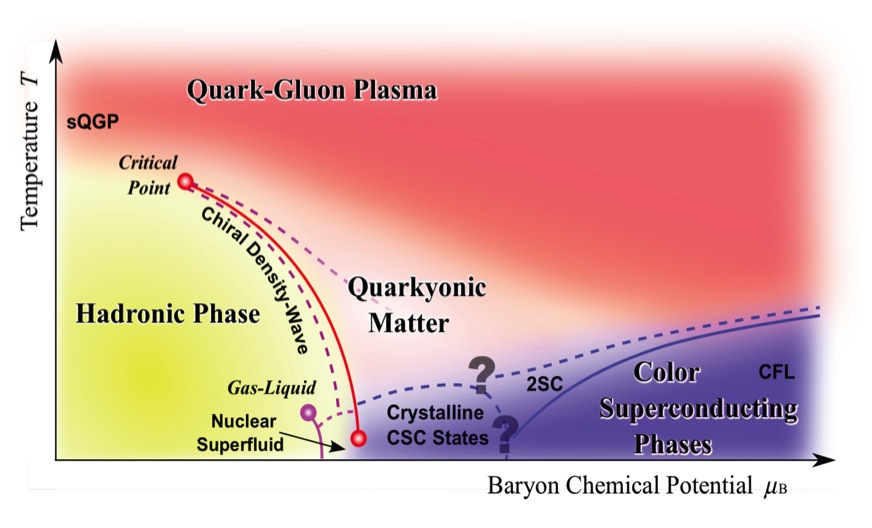 Temperature T
Quark-Gluon Plasma
sQGP
Critical
Point
Chiral Density-Wave
Hadronic Phase
Quarkyonic
Matter
Gas-Liquid
Nuclear
Superfluid
Crystalline
CSC States
?
?
2SC
Color
Superconducting
Phases
CFL
Baryon Chemical Potential μB